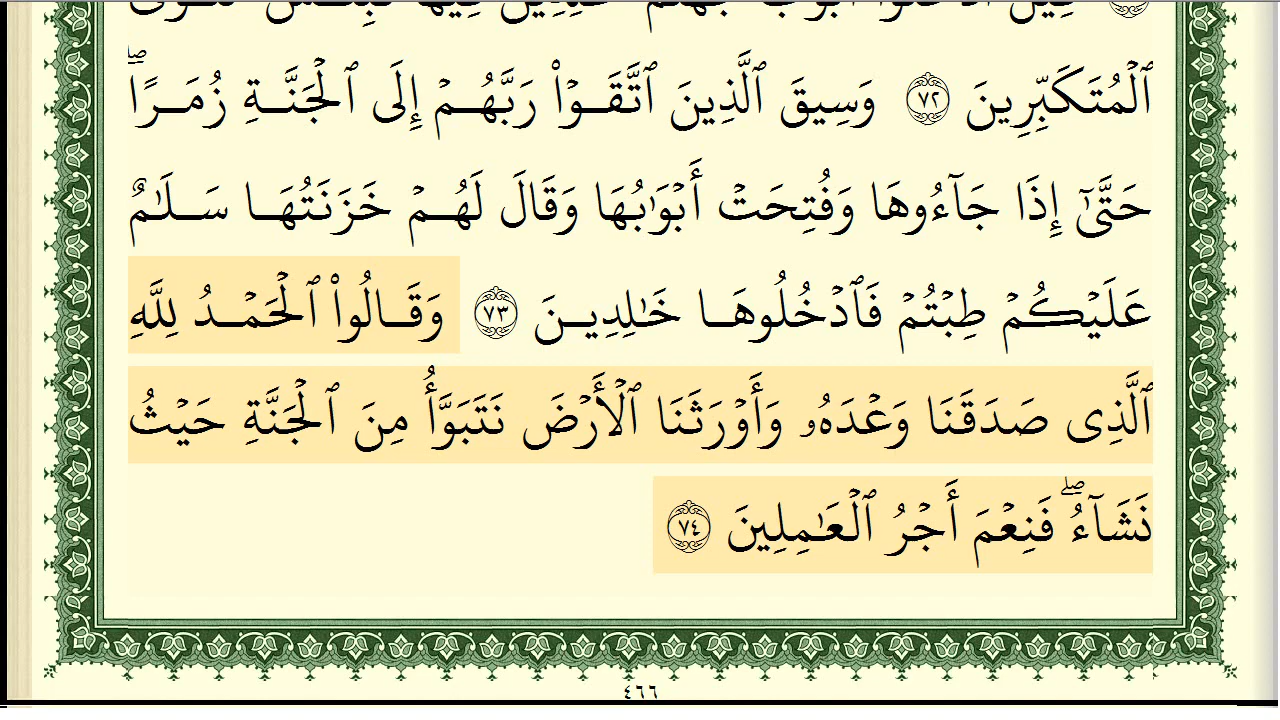 ٱلْمُتَكَبِّرِينَ ٧٢ وَسِيقَ ٱلَّذِينَ ٱتَّقَوْا۟ رَبَّهُمْ إِلَى ٱلْجَنَّةِ زُمَرًا ۖ
حَتَّىٰٓ إِذَا جَآءُوهَا وَفُتِحَتْ أَبْوَٰبُهَا وَقَالَ لَهُمْ خَزَنَتُهَا سَلَـٰمٌ
عَلَيْكُمْ طِبْتُمْ فَٱدْخُلُوهَا خَـٰلِدِينَ ٧٣ وَقَالُوا۟ ٱلْحَمْدُ لِلَّهِ
ٱلَّذِى صَدَقَنَا وَعْدَهُۥ وَأَوْرَثَنَا ٱلْأَرْضَ نَتَبَوَّأُ مِنَ ٱلْجَنَّةِ حَيْثُ
نَشَآءُ ۖ فَنِعْمَ أَجْرُ ٱلْعَـٰمِلِينَ ٧٤
٤٦٦